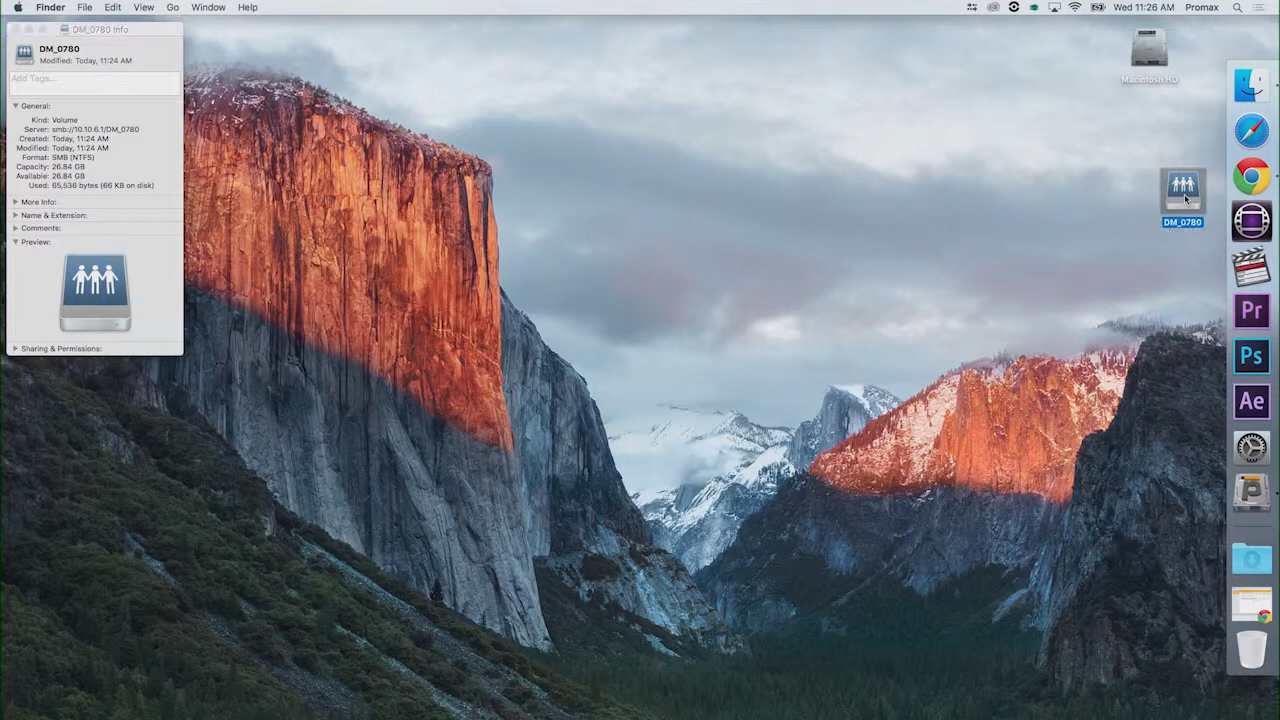 Finder File Edit View Go Window Help
Wed 11:26 AM Promax
DM_0780 Info
DM_0780
Modified: Today, 11:24 AM
Add Tags...
General:
Kind: Volume
Server: smb://10.10.6.1/DM_0780
Created: Today, 11:24 AM
Modified: Today, 11:24 AM
Format: SMB (NTFS)
Capacity: 26.84 GB
Available: 26.84 GB
Used: 65,536 bytes (66 KB on disk)
More Info:
Name & Extension:
Comments:
Preview:
Sharing & Permissions:
Macintosh HD
DM_0780
Pr
Ps
Ae
P